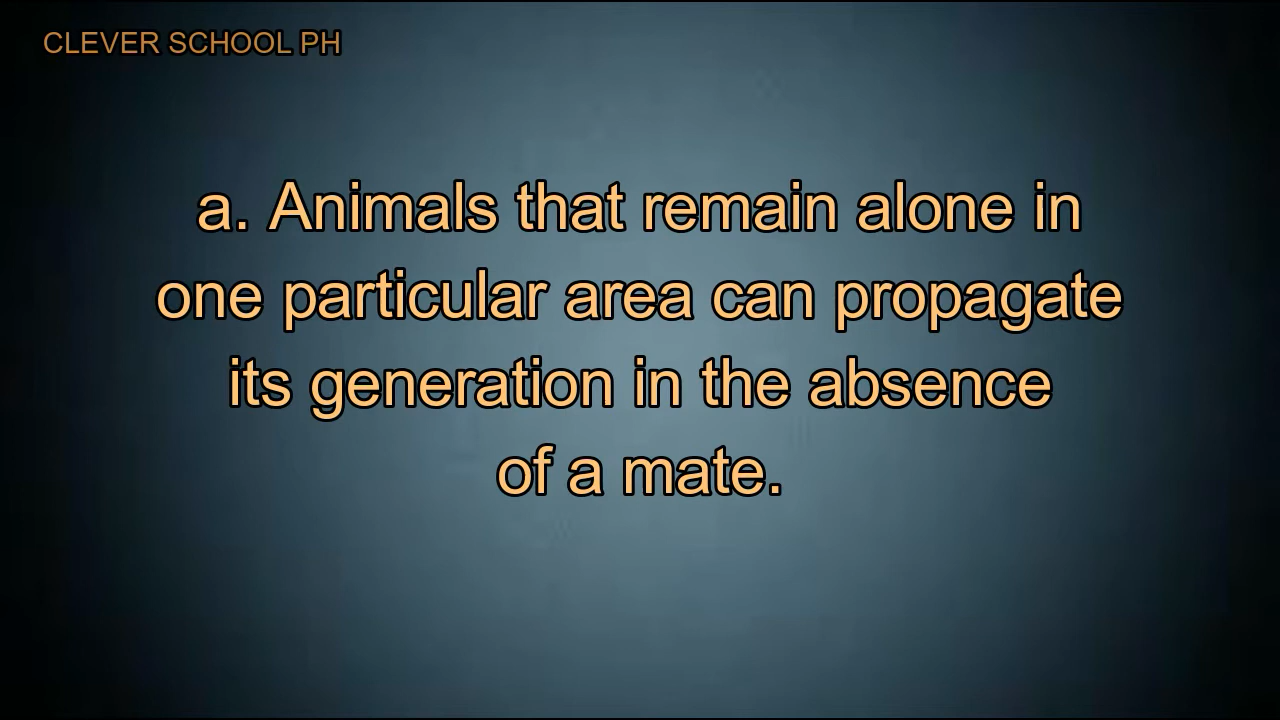 CLEVER SCHOOL PH
a. Animals that remain alone in
one particular area can propagate
its generation in the absence
of a mate.